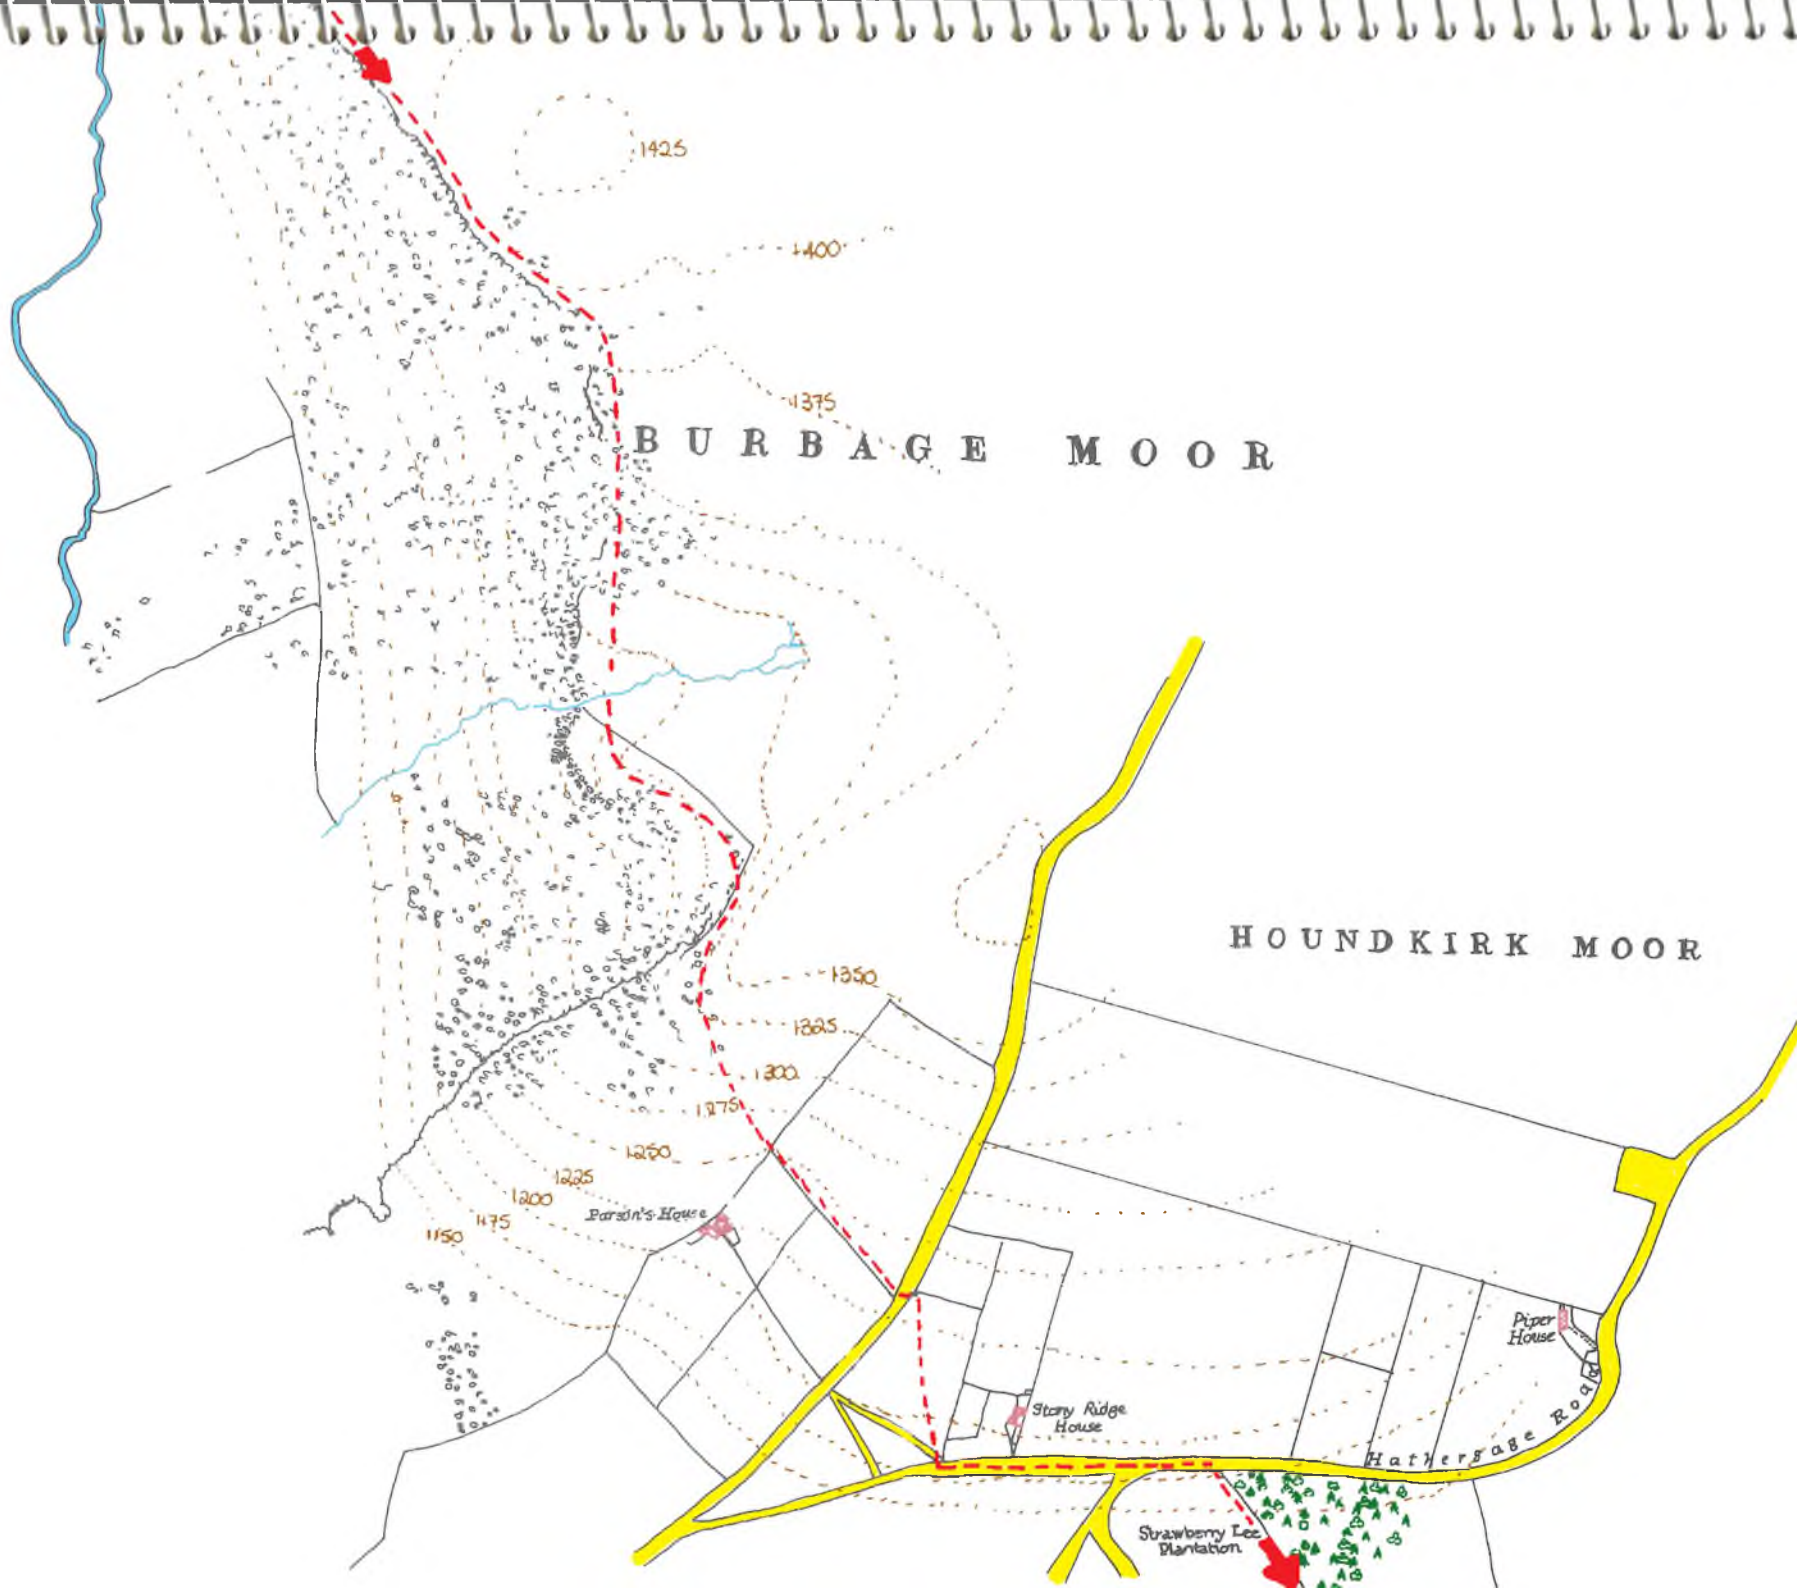 1425
1400
1375
BURBAGE MOOR
HOUNDKIRK MOOR
1350
1325
1300
1275
1250
1225
1200
1175
1150
Parson's House
Piper
House
Stony Ridge
House
Hathersage Road
Strawberry Lee
Plantation